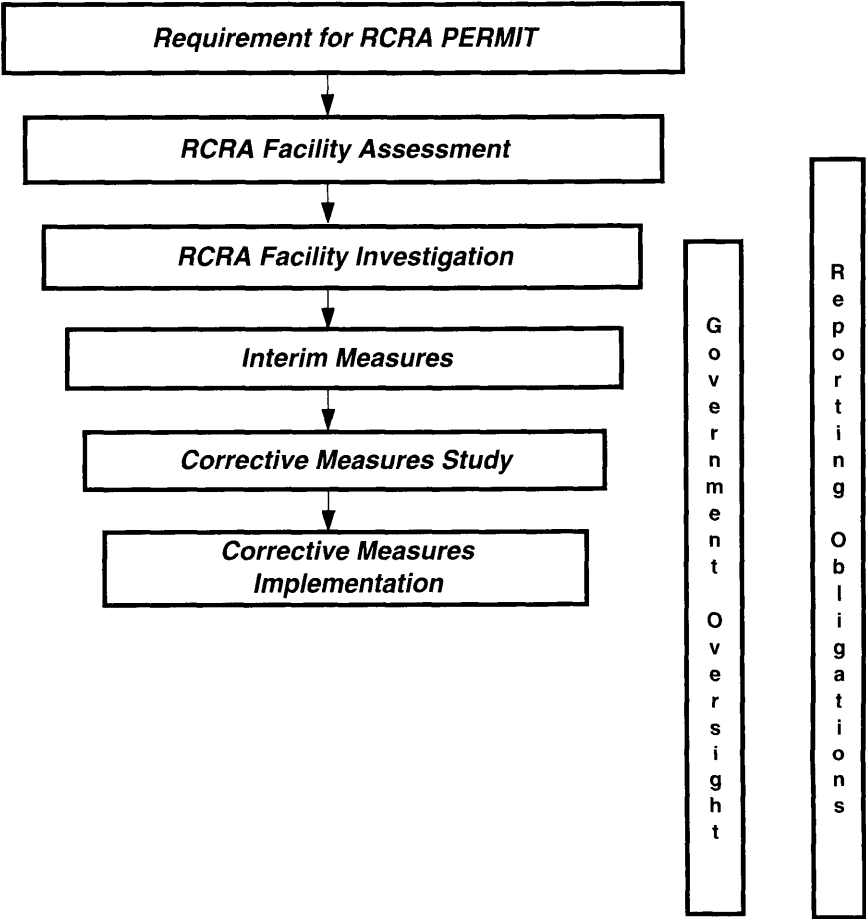 Requirement for RCRA PERMIT
RCRA Facility Assessment
RCRA Facility Investigation
Interim Measures
Corrective Measures Study
Corrective Measures
Implementation
Government Oversight
Reporting Obligations